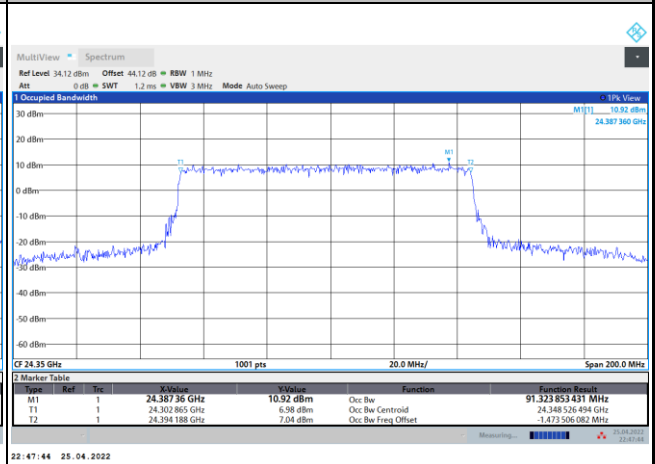 MultiView Spectrum
Ref Level 34.12 dBm Offset 44.12 dB RBW 1 MHz
Att 0 dB SWT 1.2 ms VBW 3 MHz Mode Auto Sweep
1 Occupied Bandwidth 1Pk View
M1[1] 10.92 dBm
24.387 360 GHz
30 dBm
20 dBm
10 dBm
0 dBm
-10 dBm
-20 dBm
-30 dBm
-40 dBm
-50 dBm
-60 dBm
T1
M1
T2
CF 24.35 GHz 1001 pts 20.0 MHz/ Span 200.0 MHz
2 Marker Table
Type Ref Trc X-Value Y-Value Function Function Result
M1 1 24.387 36 GHz 10.92 dBm Occ Bw 91.323 853 431 MHz
T1 1 24.302 865 GHz 6.98 dBm Occ Bw Centroid 24.348 526 494 GHz
T2 1 24.394 188 GHz 7.04 dBm Occ Bw Freq Offset -1.473 506 082 MHz
Measuring... 25.04.2022
22:47:44
22:47:44 25.04.2022